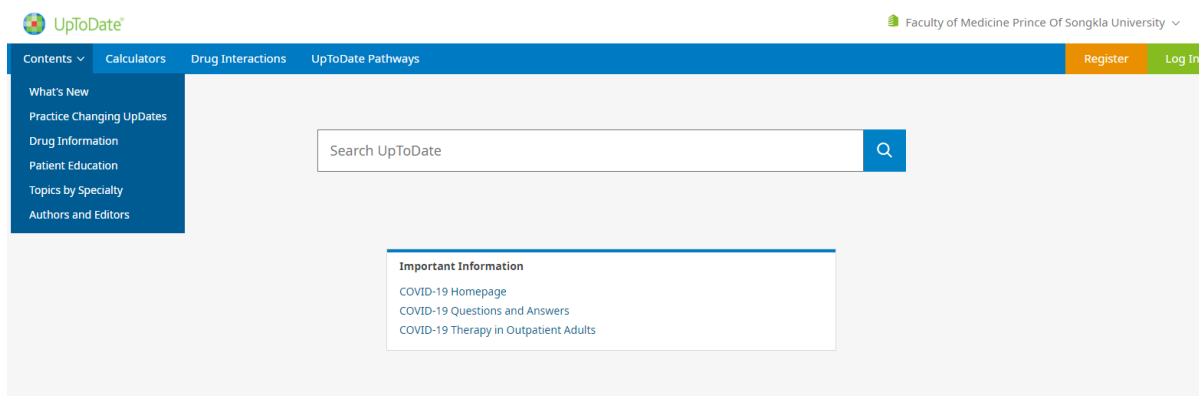 UpToDate®
Faculty of Medicine Prince Of Songkla University
Contents Calculators Drug Interactions UpToDate Pathways Register Log In
What's New
Practice Changing UpDates
Drug Information
Patient Education
Topics by Specialty
Authors and Editors
Search UpToDate
Important Information
COVID-19 Homepage
COVID-19 Questions and Answers
COVID-19 Therapy in Outpatient Adults